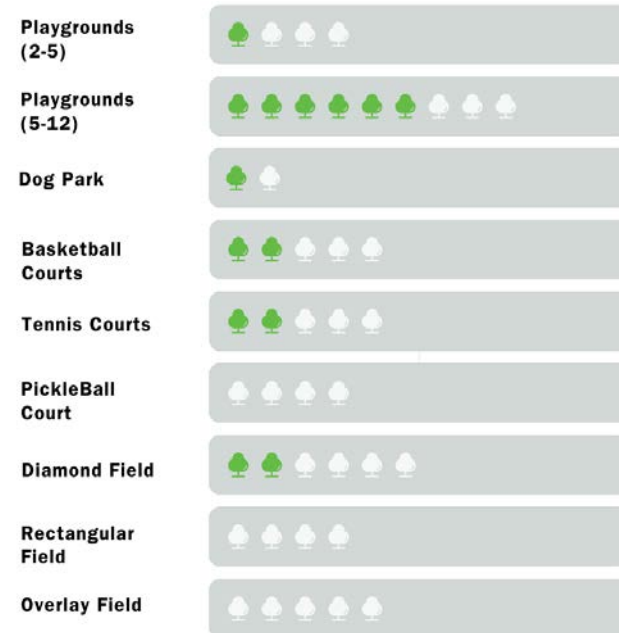 Playgrounds
(2-5)
Playgrounds
(5-12)
Dog Park
Basketball
Courts
Tennis Courts
PickleBall
Court
Diamond Field
Rectangular
Field
Overlay Field